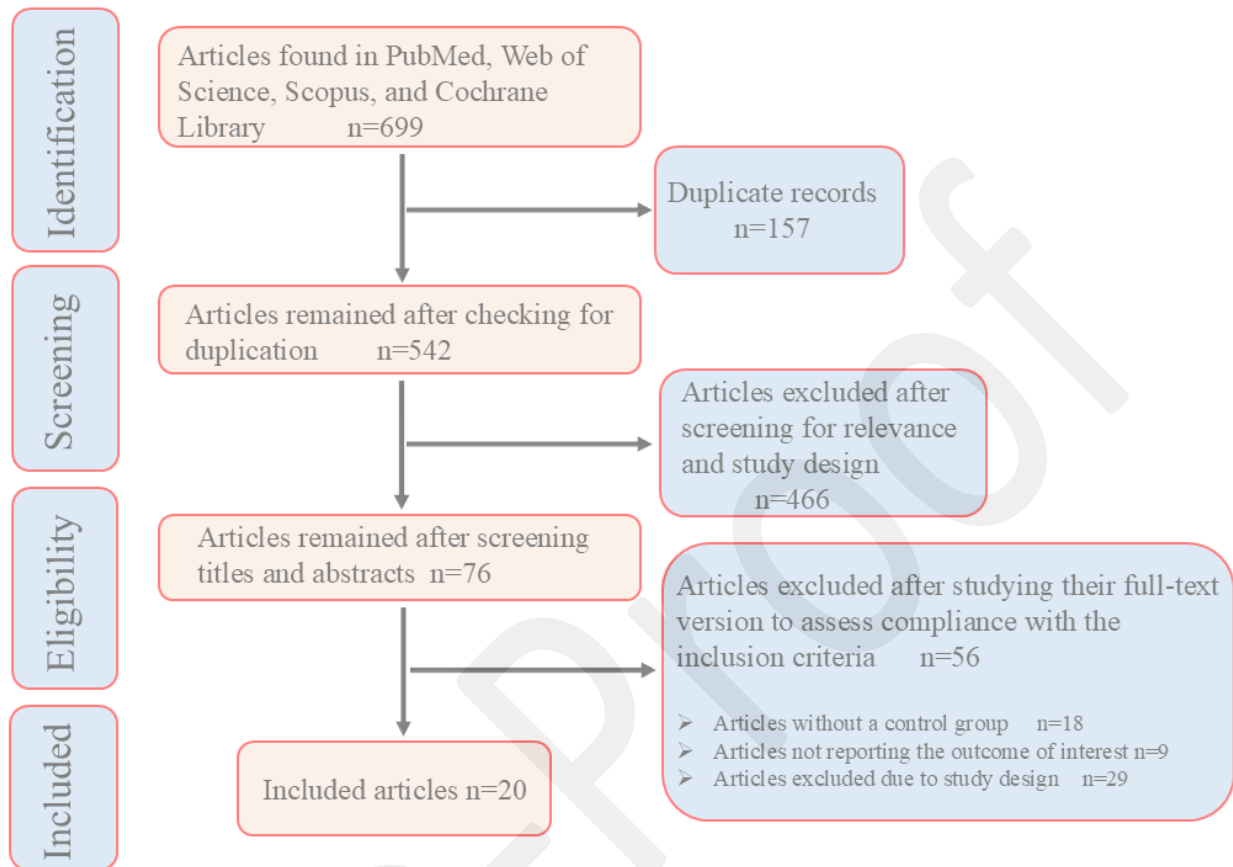 Identification
Articles found in PubMed, Web of
Science, Scopus, and Cochrane
Library n=699
Duplicate records
n=157
Screening
Articles remained after checking for
duplication n=542
Articles excluded after
screening for relevance
and study design
n=466
Eligibility
Articles remained after screening
titles and abstracts n=76
Articles excluded after studying their full-text
version to assess compliance with the
inclusion criteria n=56
➢ Articles without a control group n=18
➢ Articles not reporting the outcome of interest n=9
➢ Articles excluded due to study design n=29
Included
Included articles n=20
-Proof